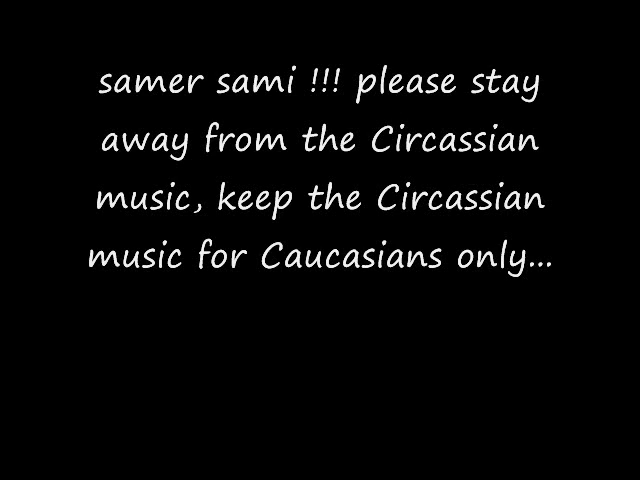 samer sami !!! please stay
away from the Circassian
music, keep the Circassian
music for Caucasians only...